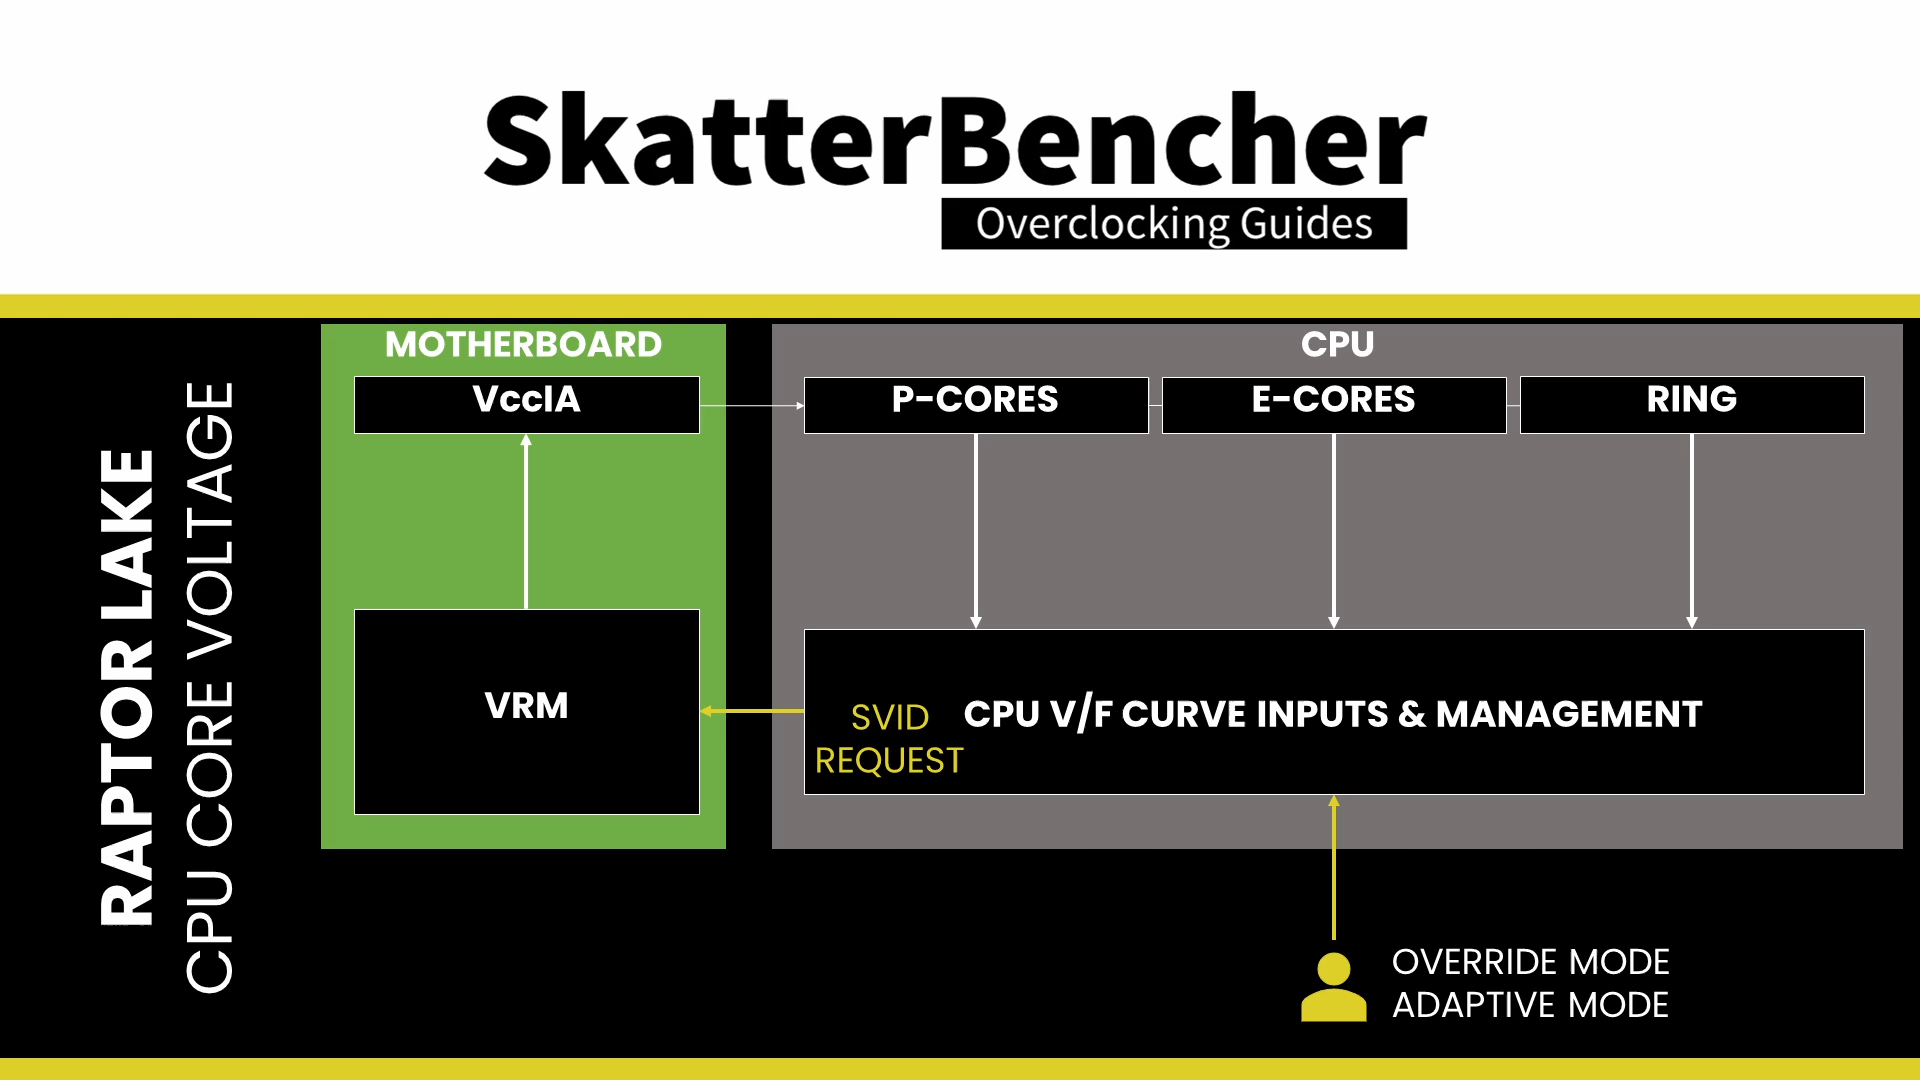 SkatterBencher
Overclocking Guides
RAPTOR LAKE
CPU CORE VOLTAGE
MOTHERBOARD
VccIA
VRM
CPU
P-CORES
E-CORES
RING
SVID
REQUEST
CPU V/F CURVE INPUTS & MANAGEMENT
OVERRIDE MODE
ADAPTIVE MODE